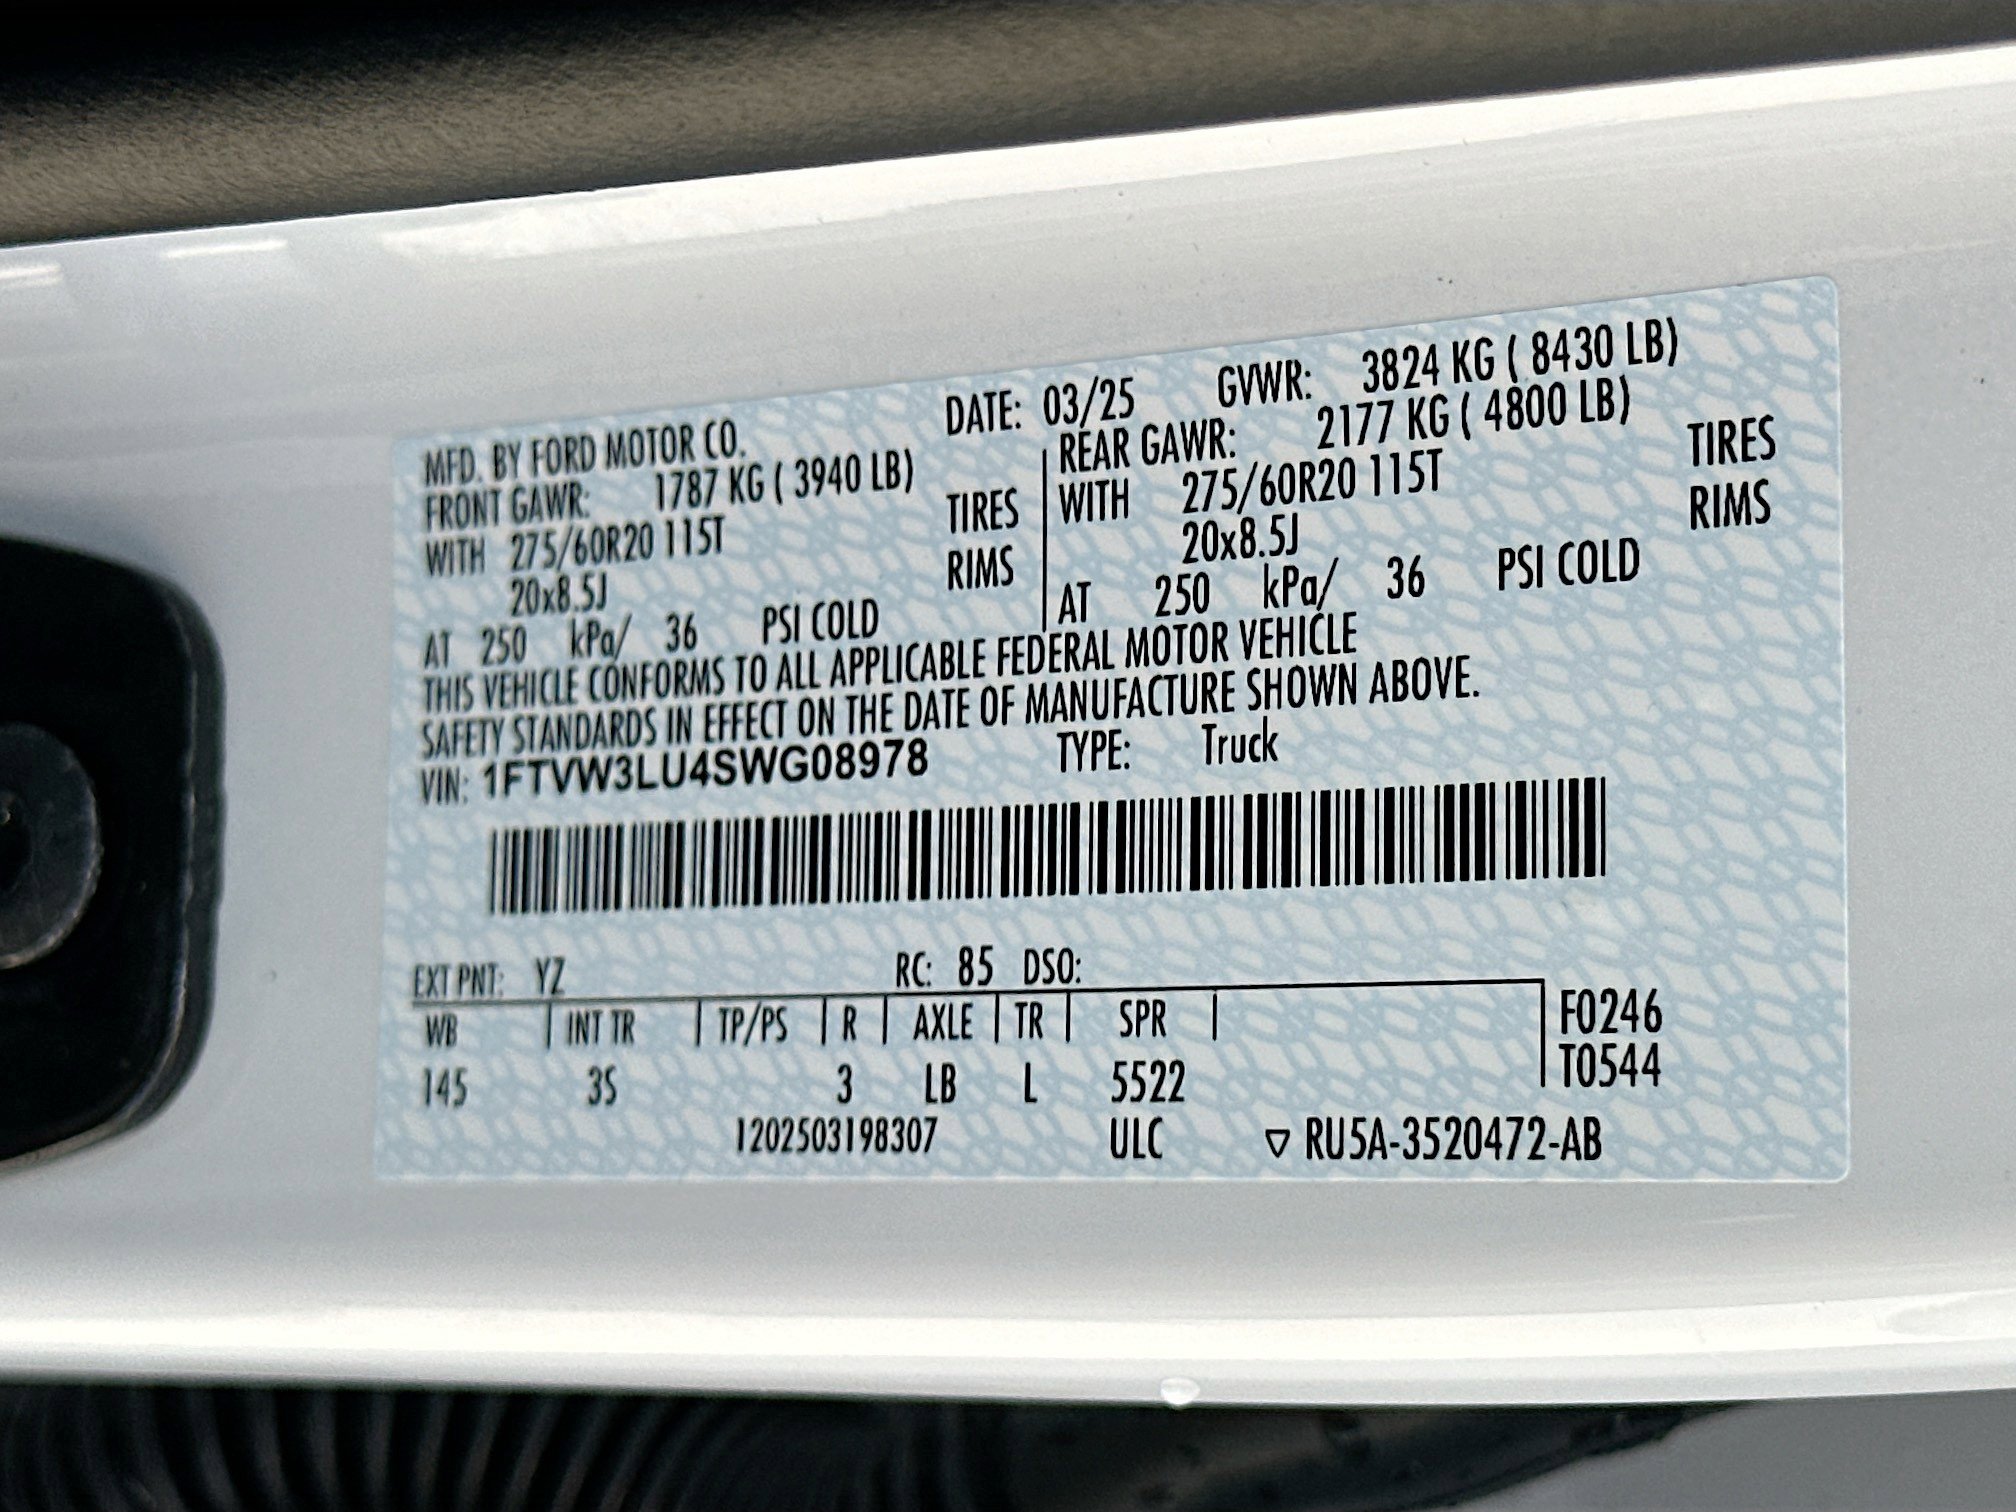 MFD. BY FORD MOTOR CO. DATE: 03/25 GVWR: 3824 KG ( 8430 LB)
FRONT GAWR: 1787 KG ( 3940 LB) REAR GAWR: 2177 KG ( 4800 LB)
WITH 275/60R20 115T TIRES WITH 275/60R20 115T TIRES
20x8.5J RIMS 20x8.5J RIMS
AT 250 kPa/ 36 PSI COLD AT 250 kPa/ 36 PSI COLD
THIS VEHICLE CONFORMS TO ALL APPLICABLE FEDERAL MOTOR VEHICLE
SAFETY STANDARDS IN EFFECT ON THE DATE OF MANUFACTURE SHOWN ABOVE.
VIN: 1FTVW3LU4SWG08978 TYPE: Truck
EXT PNT: YZ RC: 85 DSO:
WB | INT TR | TP/PS | R | AXLE | TR | SPR | F0246
145 3S 3 LB L 5522 T0544
1202503198307 ULC ▽ RU5A-3520472-AB